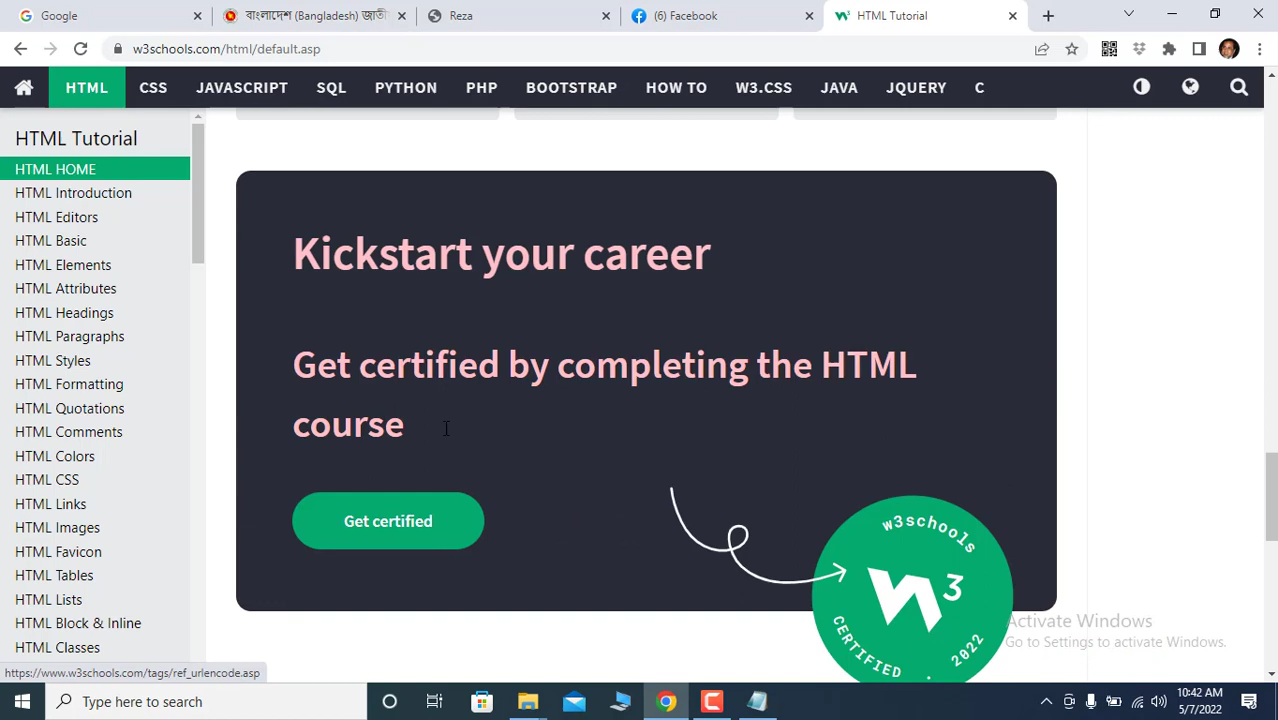 Google
বাংলাদেশ (Bangladesh) জাতীয়
Reza
(6) Facebook
HTML Tutorial
w3schools.com/html/default.asp
HTML CSS JAVASCRIPT SQL PYTHON PHP BOOTSTRAP HOW TO W3.CSS JAVA JQUERY C
HTML Tutorial
HTML HOME
HTML Introduction
HTML Editors
HTML Basic
HTML Elements
HTML Attributes
HTML Headings
HTML Paragraphs
HTML Styles
HTML Formatting
HTML Quotations
HTML Comments
HTML Colors
HTML CSS
HTML Links
HTML Images
HTML Favicon
HTML Tables
HTML Lists
HTML Block & Inline
HTML Classes
Kickstart your career
Get certified by completing the HTML
course
Get certified
w3schools
3
CERTIFIED . 2022
Activate Windows
Go to Settings to activate Windows.
https://www.w3schools.com/tags/ref_urlencode.asp
Type here to search
10:42 AM
5/7/2022